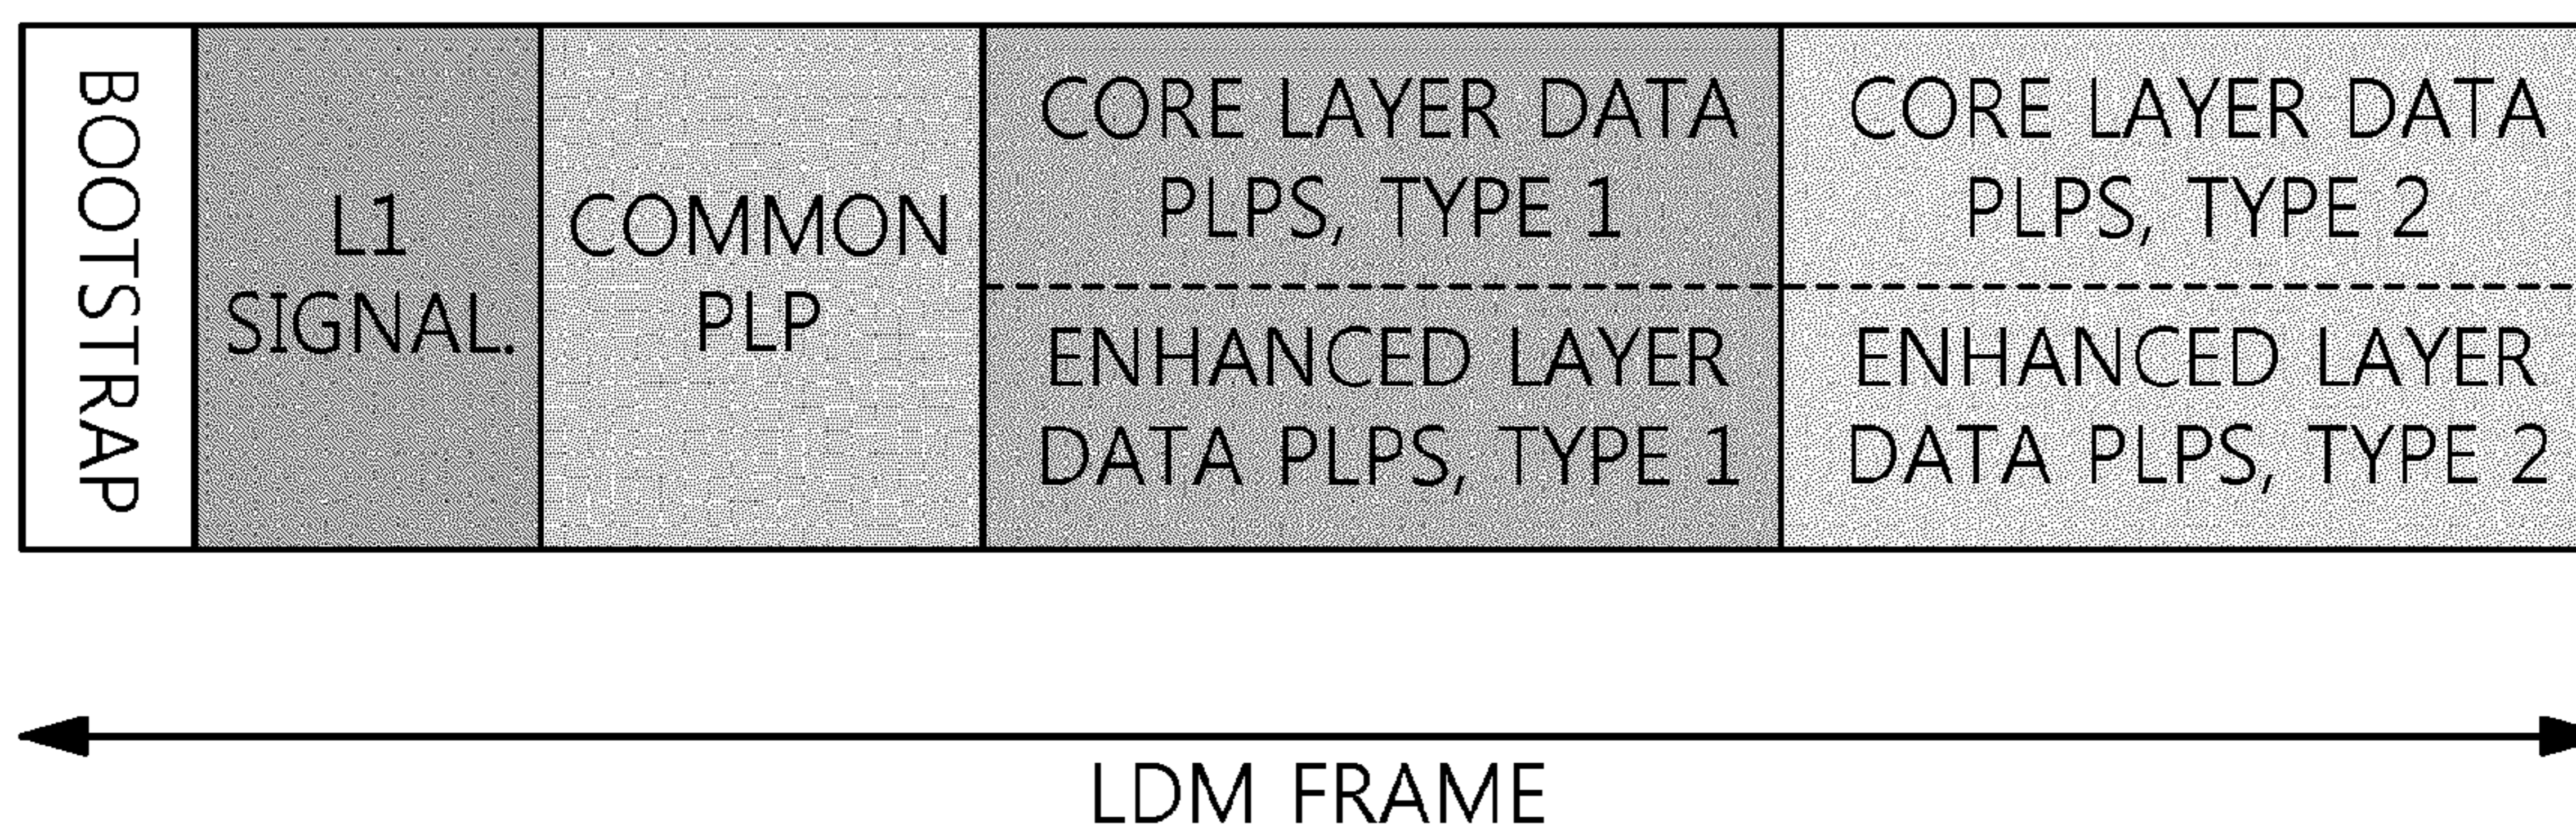 BOOTSTRAP
L1
SIGNAL.
COMMON
PLP
CORE LAYER DATA
PLPS, TYPE 1
ENHANCED LAYER
DATA PLPS, TYPE 1
CORE LAYER DATA
PLPS, TYPE 2
ENHANCED LAYER
DATA PLPS, TYPE 2
LDM FRAME